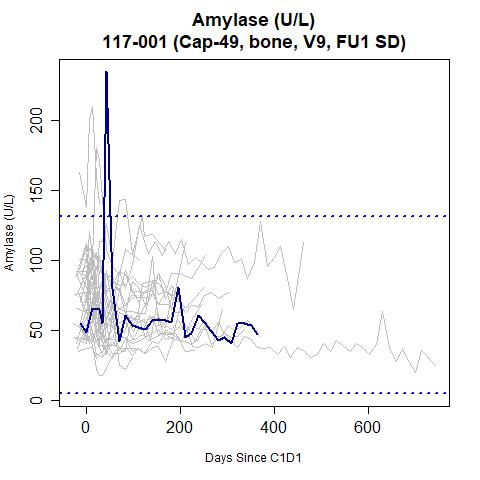 Amylase (U/L)
117-001 (Cap-49, bone, V9, FU1 SD)
Amylase (U/L)
200
150
100
50
0
0 200 400 600
Days Since C1D1